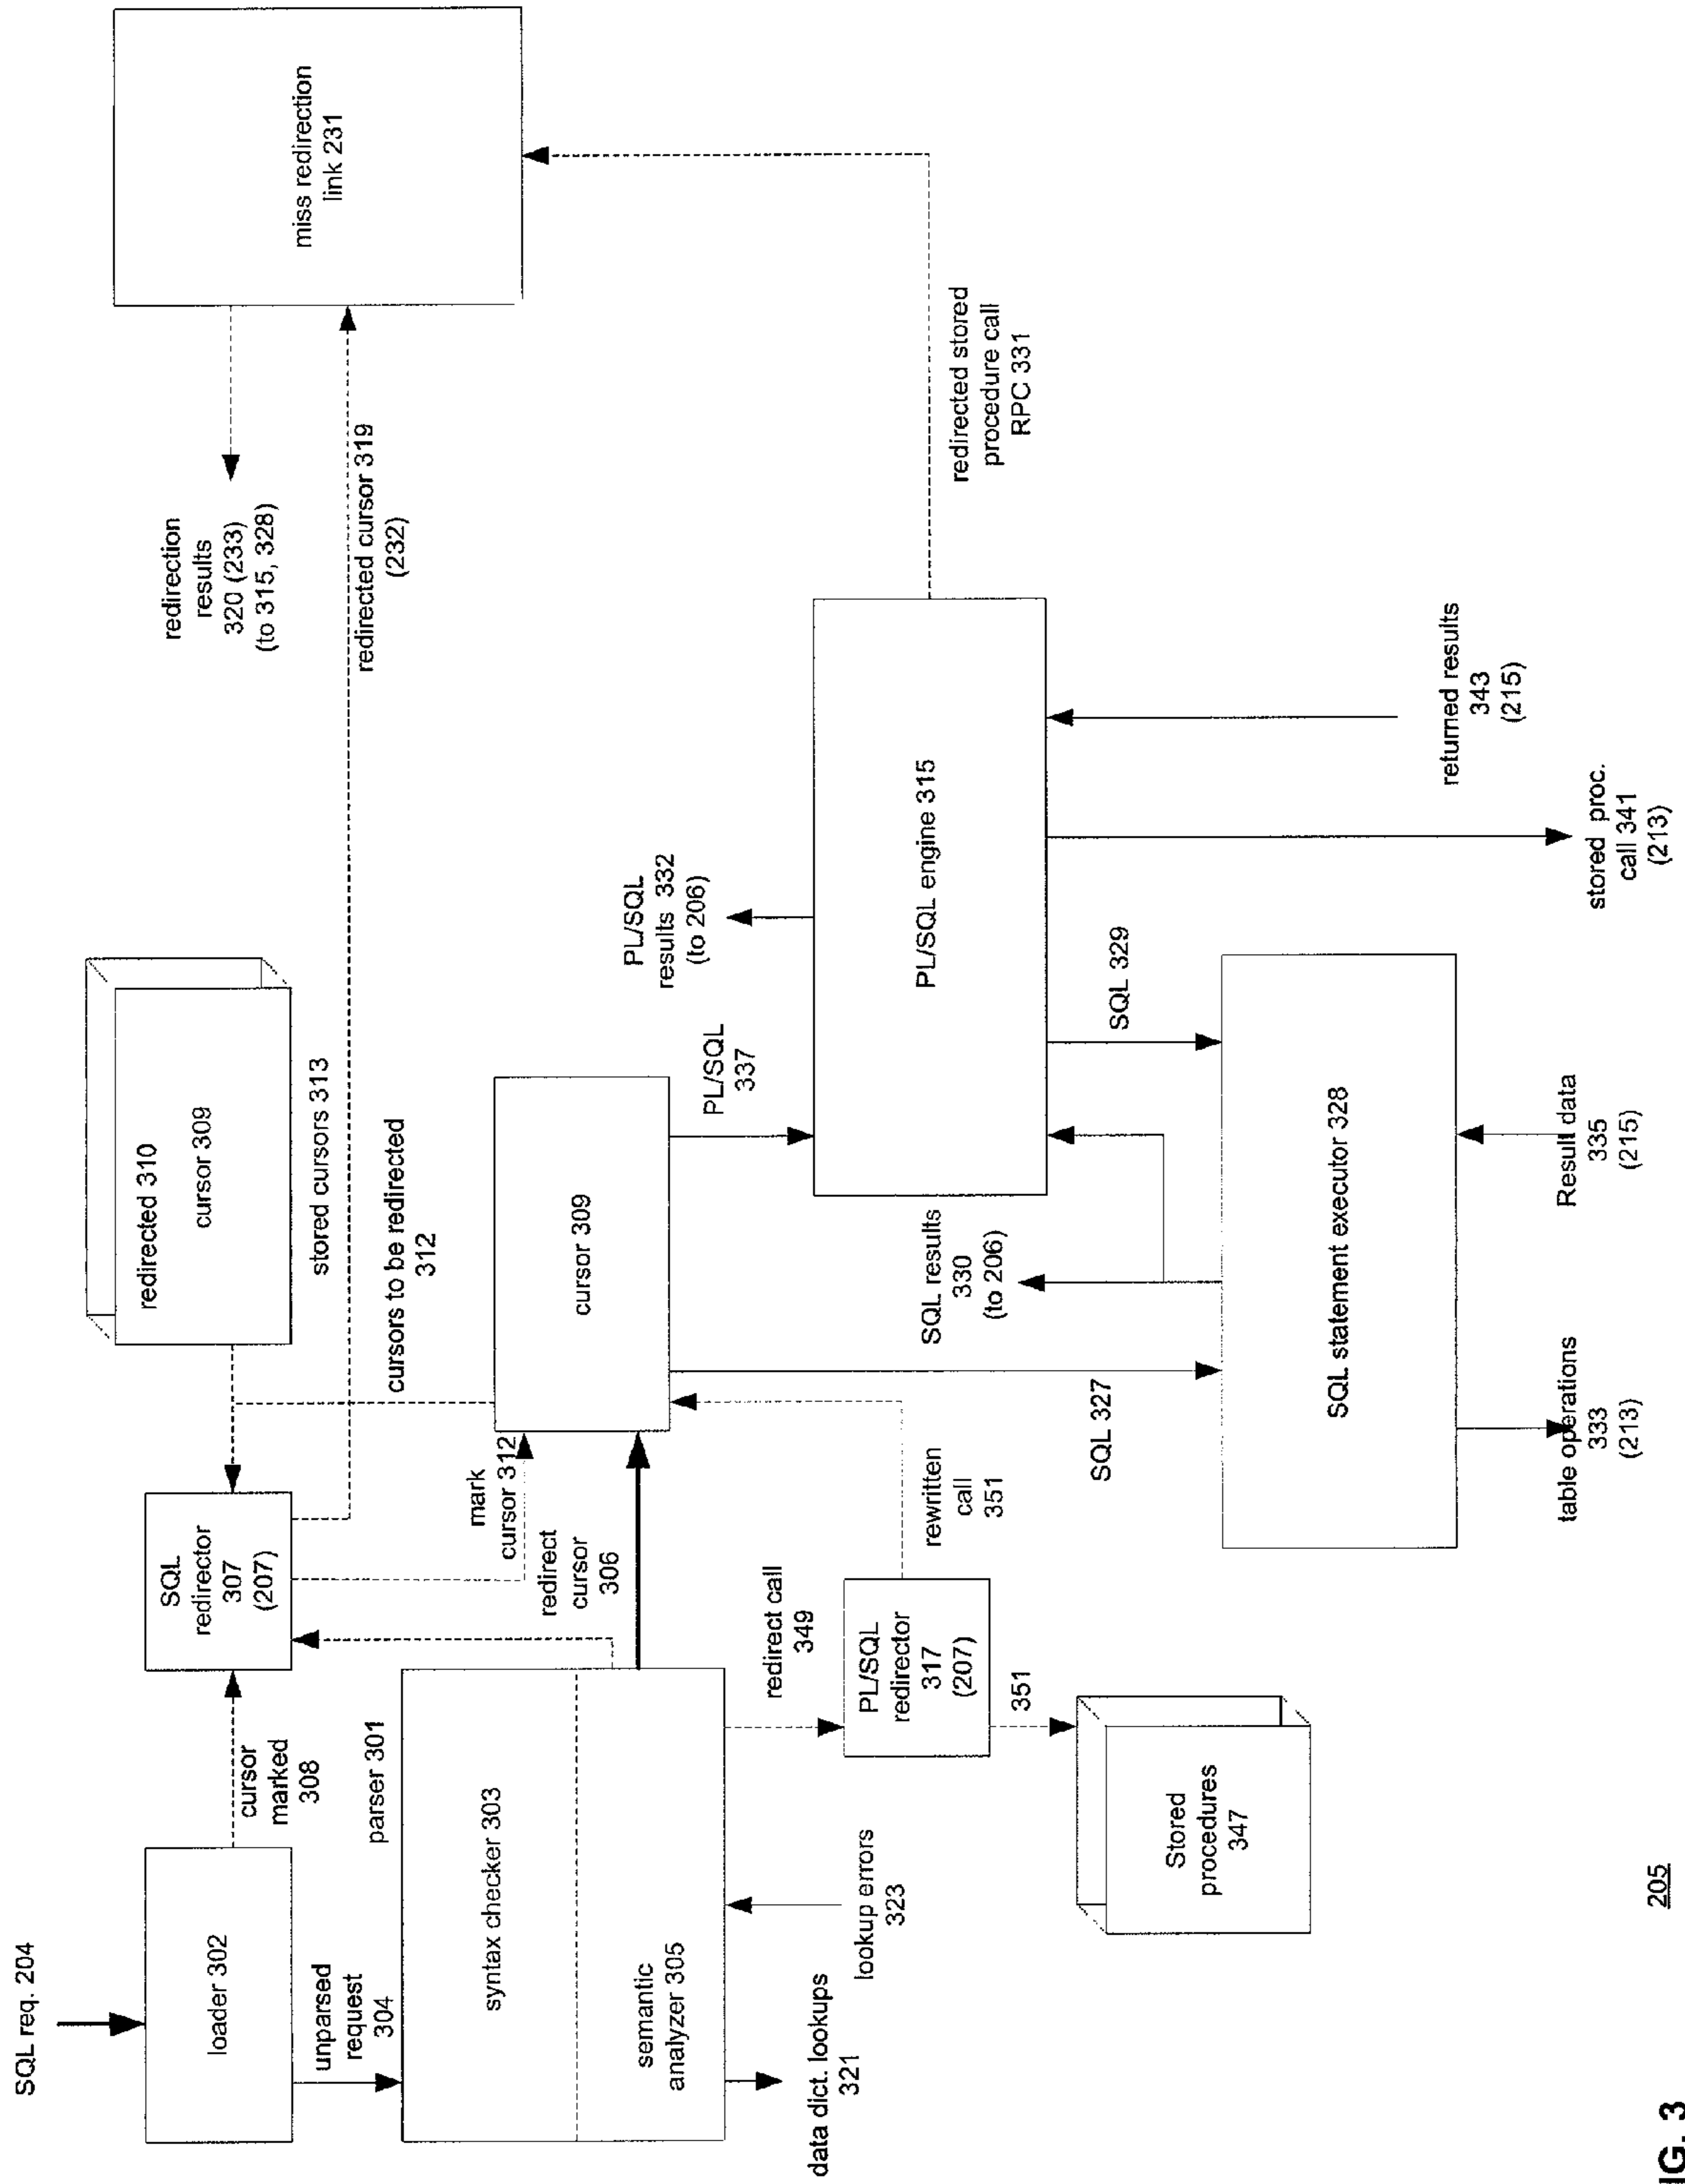 SQL req. 204
loader 302
cursor
marked
308
unparsed
request
304
SQL
redirector
307
(207)
redirected 310
cursor 309
stored cursors 313
redirected cursor 319
(232)
redirection
results
320 (233)
(to 315, 328)
miss redirection
link 231
parser 301
syntax checker 303
semantic
analyzer 305
mark
cursor 312
redirect
cursor
306
cursors to be redirected
312
cursor 309
data dict. lookups
321
lookup errors
323
redirect call
349
PL/SQL
redirector
317
(207)
351
Stored
procedures
347
rewritten
call
351
PL/SQL
337
PL/SQL
results 332
(to 206)
PL/SQL engine 315
redirected stored
procedure call
RPC 331
SQL 327
SQL results
330
(to 206)
SQL 329
SQL statement executor 328
table operations
333
(213)
Result data
335
(215)
stored proc.
call 341
(213)
returned results
343
(215)
205
IG. 3